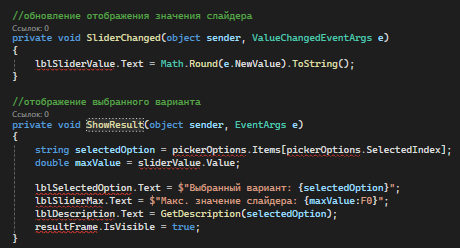 //обновление отображения значения слайдера
Ссылок: 0
private void SliderChanged(object sender, ValueChangedEventArgs e)
{
lblSliderValue.Text = Math.Round(e.NewValue).ToString();
}
//отображение выбранного варианта
Ссылок: 0
private void ShowResult(object sender, EventArgs e)
{
string selectedOption = pickerOptions.Items[pickerOptions.SelectedIndex];
double maxValue = sliderValue.Value;
lblSelectedOption.Text = $"Выбранный вариант: {selectedOption}";
lblSliderMax.Text = $"Макс. значение слайдера: {maxValue:F0}";
lblDescription.Text = GetDescription(selectedOption);
resultFrame.IsVisible = true;
}